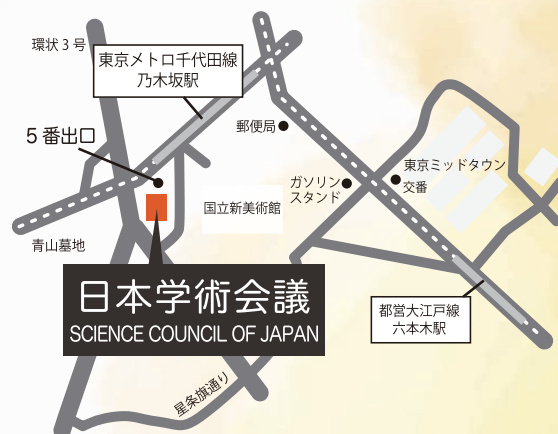 環状3号
東京メトロ千代田線
乃木坂駅
5番出口
郵便局
ガソリン
スタンド
東京ミッドタウン
交番
国立新美術館
青山墓地
日本学術会議
SCIENCE COUNCIL OF JAPAN
都営大江戸線
六本木駅
星条旗通り